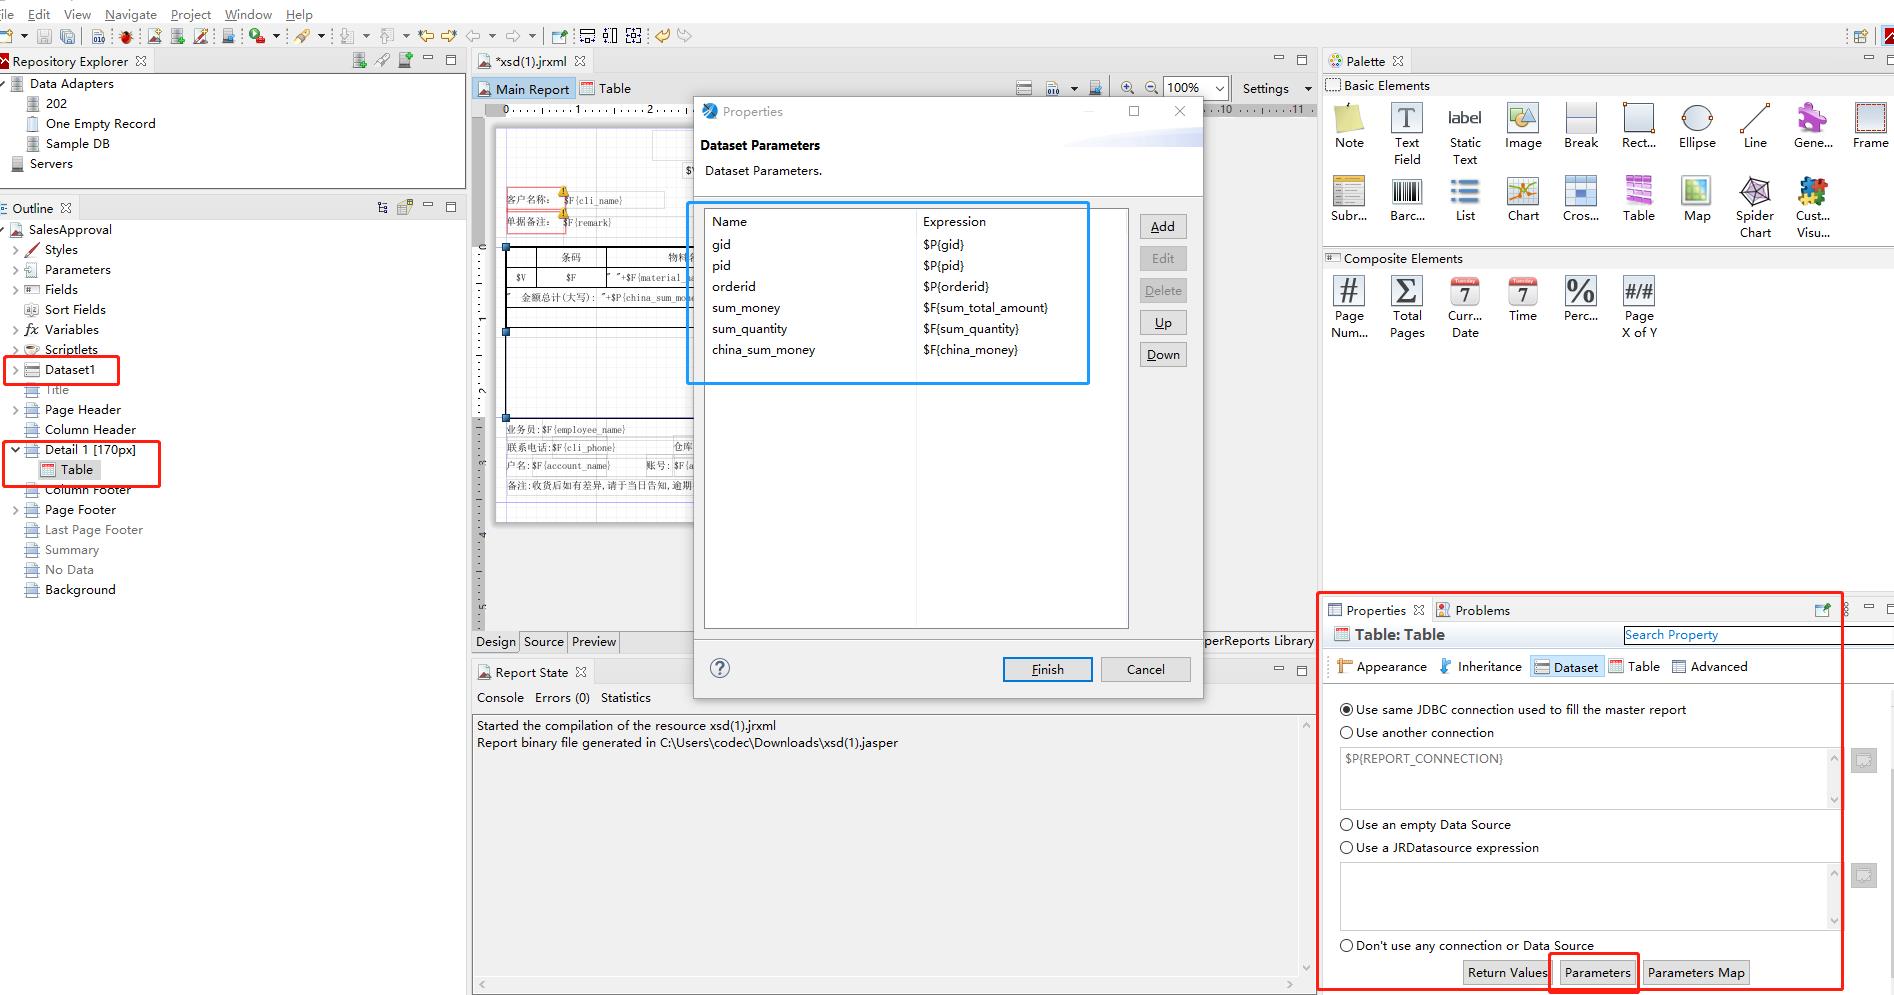 ile Edit View Navigate Project Window Help
Repository Explorer
Data Adapters
202
One Empty Record
Sample DB
Servers
Outline
SalesApproval
Styles
Parameters
Fields
Sort Fields
Variables
Scriptlets
Dataset1
Title
Page Header
Column Header
Detail 1 [170px]
Table
Column Footer
Page Footer
Last Page Footer
Summary
No Data
Background
*xsd(1).jrxml
Main Report Table
100% Settings
0 1 2 10 11
客户名称: $F{cli_name}
单据备注: $F{remark}
条码
$V $F " "+$F{material_na
" 金额总计(大写): "+$P{china_sum_mone
业务员:$F{employee_name}
联系电话:$F{cli_phone} 仓库
户名:$F{account_name} 账号:$F{a
备注:收货后如有差异,请于当日告知,逾期
Design Source Preview
perReports Library
Properties
Dataset Parameters
Dataset Parameters.
Name Expression
gid $P{gid}
pid $P{pid}
orderid $P{orderid}
sum_money $F{sum_total_amount}
sum_quantity $F{sum_quantity}
china_sum_money $F{china_money}
Add
Edit
Delete
Up
Down
Finish Cancel
Report State
Console Errors (0) Statistics
Started the compilation of the resource xsd(1).jrxml
Report binary file generated in C:\Users\codec\Downloads\xsd(1).jasper
Palette
Basic Elements
Note Text Field label Static Text Image Break Rect... Ellipse Line Gene... Frame
Subr... Barc... List Chart Cros... Table Map Spider Chart Cust... Visu...
Composite Elements
# Page Num... Σ Total Pages Tuesday 7 Curr... Date Tuesday 7 Time % Perc... #/# Page X of Y
Properties Problems
Table: Table Search Property
Appearance Inheritance Dataset Table Advanced
Use same JDBC connection used to fill the master report
Use another connection
$P{REPORT_CONNECTION}
Use an empty Data Source
Use a JRDatasource expression
Don't use any connection or Data Source
Return Values Parameters Parameters Map